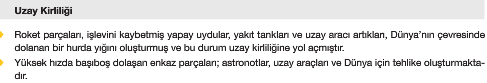 Uzay Kirliliği
Roket parçaları, işlevini kaybetmiş yapay uydular, yakıt tankları ve uzay aracı artıkları, Dünya'nın çevresinde
dolanan bir hurda yığını oluşturmuş ve bu durum uzay kirliliğine yol açmıştır.
Yüksek hızda başıboş dolaşan enkaz parçaları; astronotlar, uzay araçları ve Dünya için tehlike oluşturmakta-
dır.